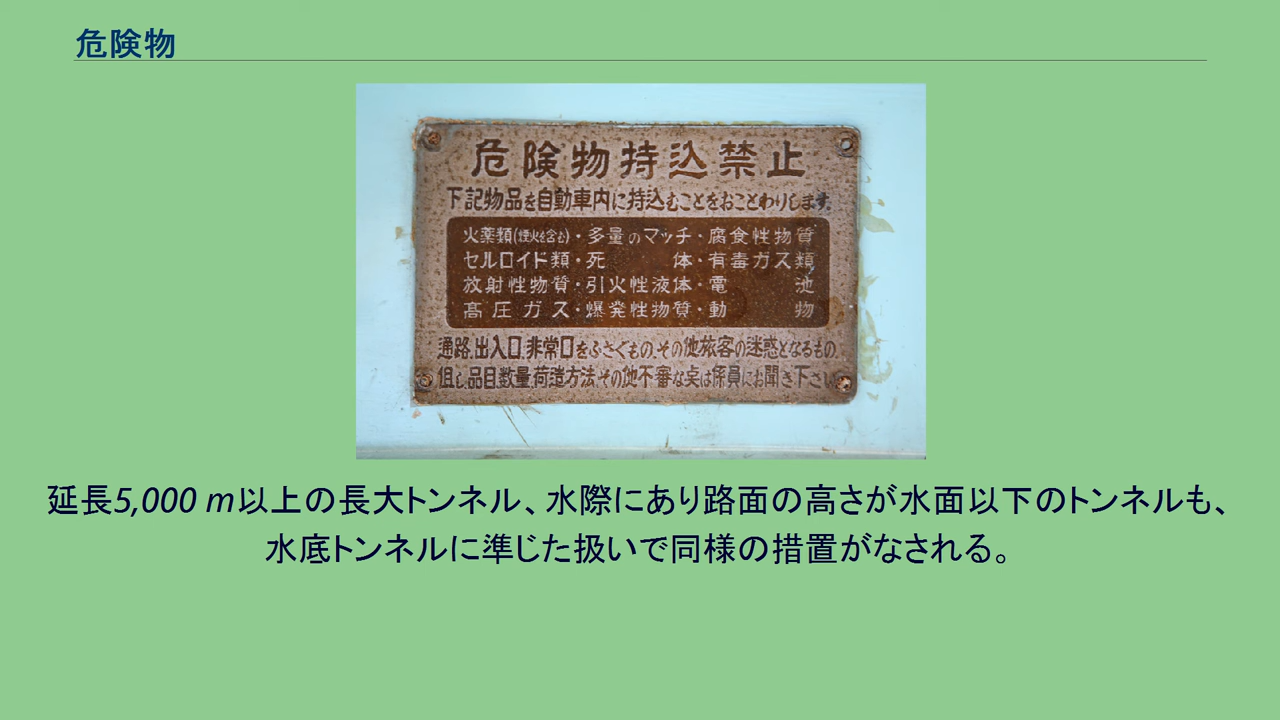 危険物
危険物持込禁止
下記物品を自動車内に持込むことをおことわりします。
火薬類(煙火を含む)・多量のマッチ・腐食性物質
セルロイド類・死体・有毒ガス類
放射性物質・引火性液体・電池
高圧ガス・爆発性物質・動物
通路、出入口、非常口をふさぐもの、その他旅客の迷惑となるもの、
但し、品目、数量、荷造方法、その他不審な点は係員にお聞き下さい
延長5,000 m以上の長大トンネル、水際にあり路面の高さが水面以下のトンネルも、
水底トンネルに準じた扱いで同様の措置がなされる。